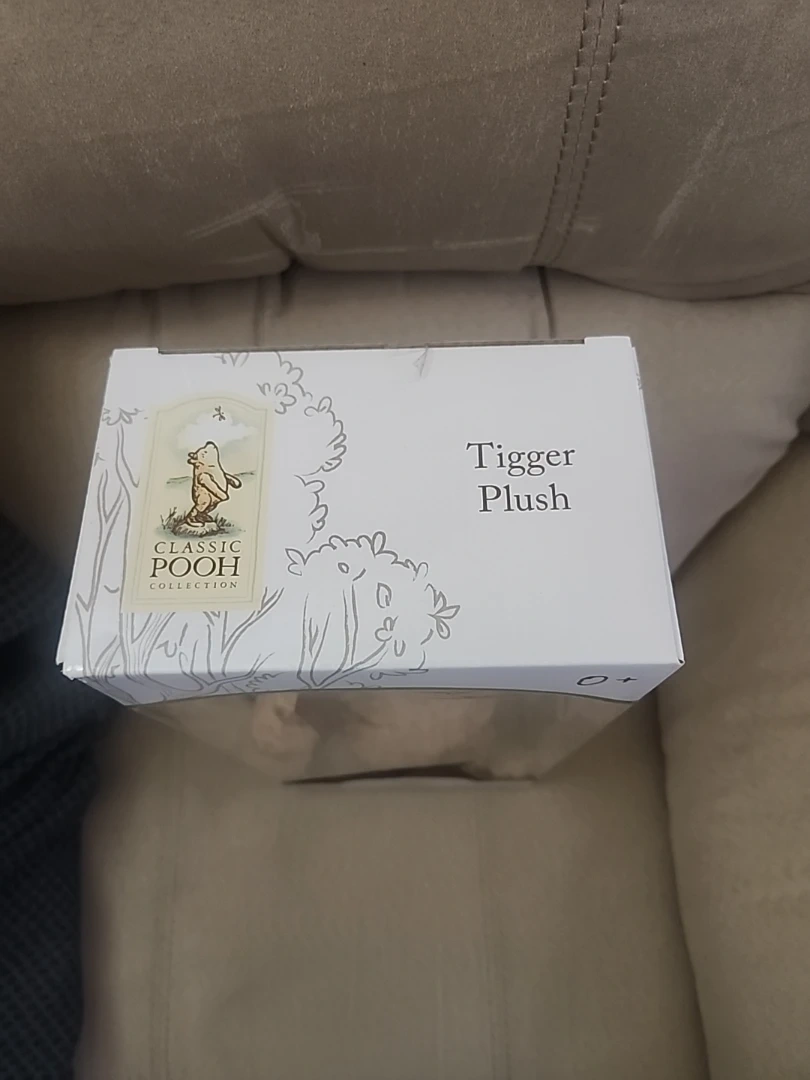 CLASSIC
POOH
COLLECTION
Tigger
Plush
0+